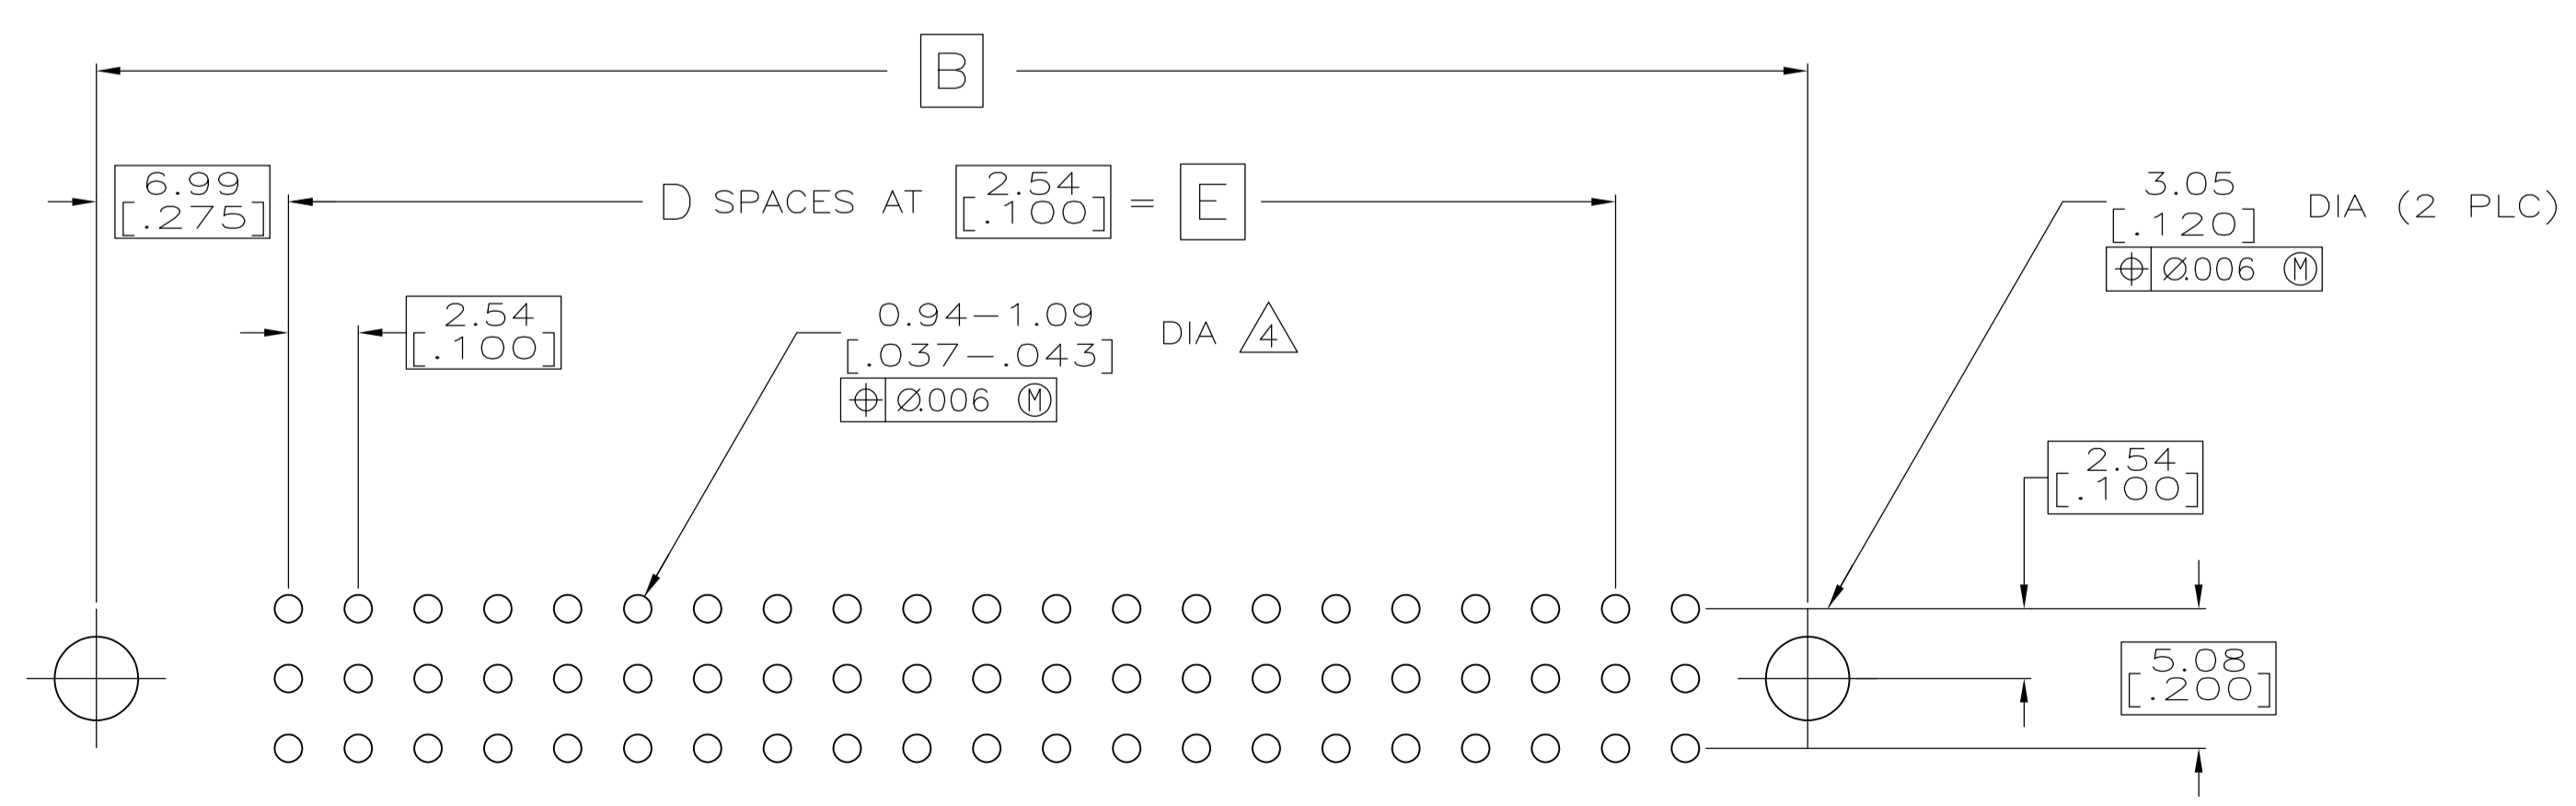 B
6.99
[.275]
D SPACES AT 2.54 [.100] = E
3.05
[.120]
DIA (2 PLC)
⌖ Ø.006 Ⓜ
2.54
[.100]
0.94-1.09
[.037-.043]
DIA 4
⌖ Ø.006 Ⓜ
2.54
[.100]
5.08
[.200]